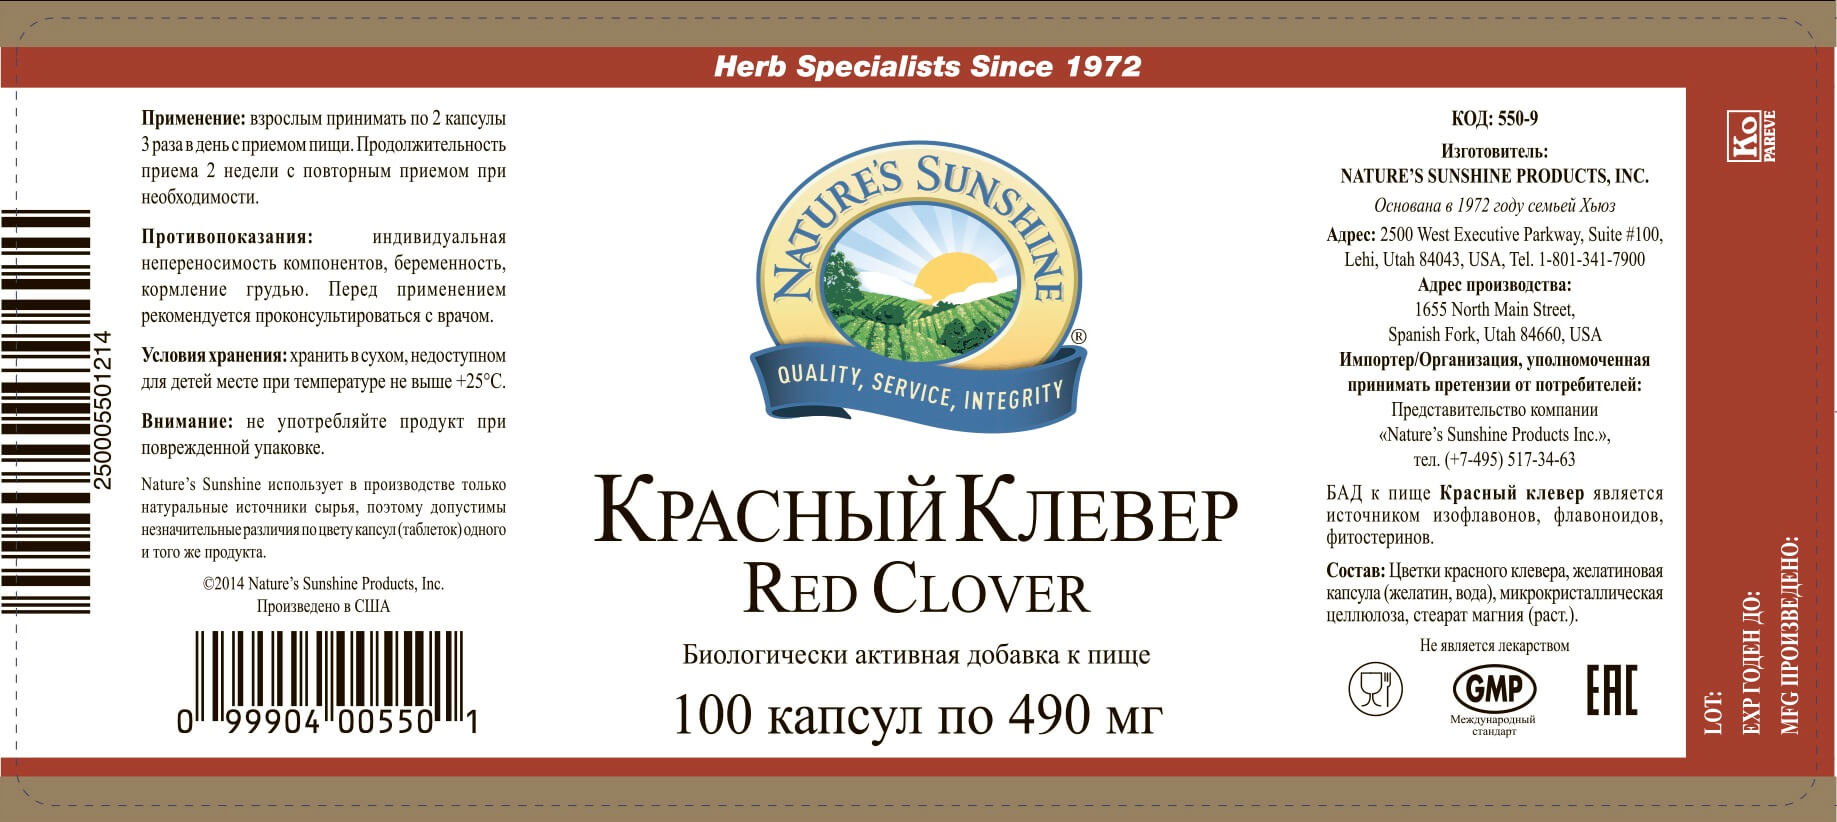 Herb Specialists Since 1972
Применение: взрослым принимать по 2 капсулы
3 раза в день с приемом пищи. Продолжительность
приема 2 недели с повторным приемом при
необходимости.
Противопоказания: индивидуальная
непереносимость компонентов, беременность,
кормление грудью. Перед применением
рекомендуется проконсультироваться с врачом.
Условия хранения: хранить в сухом, недоступном
для детей месте при температуре не выше +25°С.
Внимание: не употребляйте продукт при
поврежденной упаковке.
Nature's Sunshine использует в производстве только
натуральные источники сырья, поэтому допустимы
незначительные различия по цвету капсул (таблеток) одного
и того же продукта.
©2014 Nature's Sunshine Products, Inc.
Произведено в США
0 99904 00550 1
250005501214
NATURE'S SUNSHINE
®
QUALITY, SERVICE, INTEGRITY
КРАСНЫЙ КЛЕВЕР
RED CLOVER
Биологически активная добавка к пище
100 капсул по 490 мг
КОД: 550-9
Изготовитель:
NATURE'S SUNSHINE PRODUCTS, INC.
Основана в 1972 году семьей Хьюз
Адрес: 2500 West Executive Parkway, Suite #100,
Lehi, Utah 84043, USA, Tel. 1-801-341-7900
Адрес производства:
1655 North Main Street,
Spanish Fork, Utah 84660, USA
Импортер/Организация, уполномоченная
принимать претензии от потребителей:
Представительство компании
«Nature's Sunshine Products Inc.»,
тел. (+7-495) 517-34-63
БАД к пище Красный клевер является
источником изофлавонов, флавоноидов,
фитостеринов.
Состав: Цветки красного клевера, желатиновая
капсула (желатин, вода), микрокристаллическая
целлюлоза, стеарат магния (раст.).
Не является лекарством
GMP
Международный
стандарт
EAC
KO
PAREVE
LOT:
EXP ГОДЕН ДО:
MFG ПРОИЗВЕДЕНО: